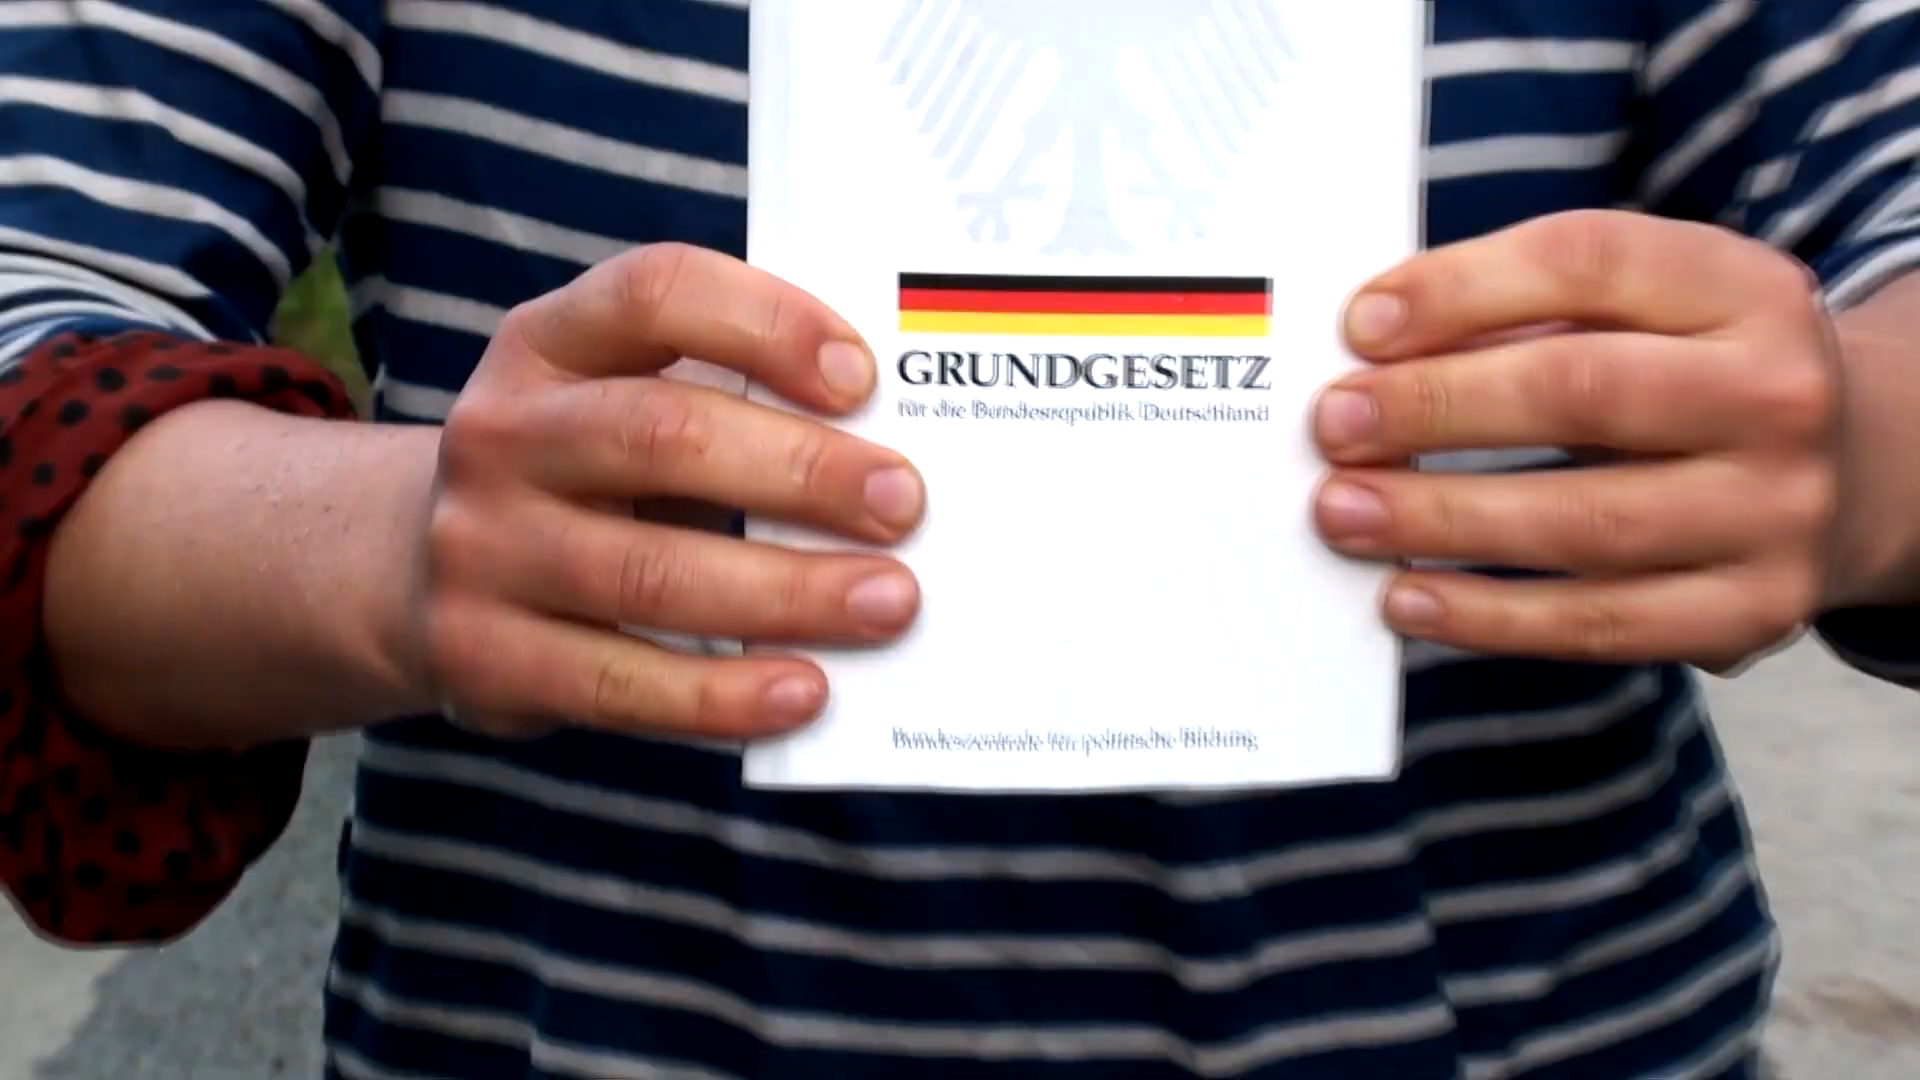 GRUNDGESETZ
für die Bundesrepublik Deutschland
Bundeszentrale für politische Bildung